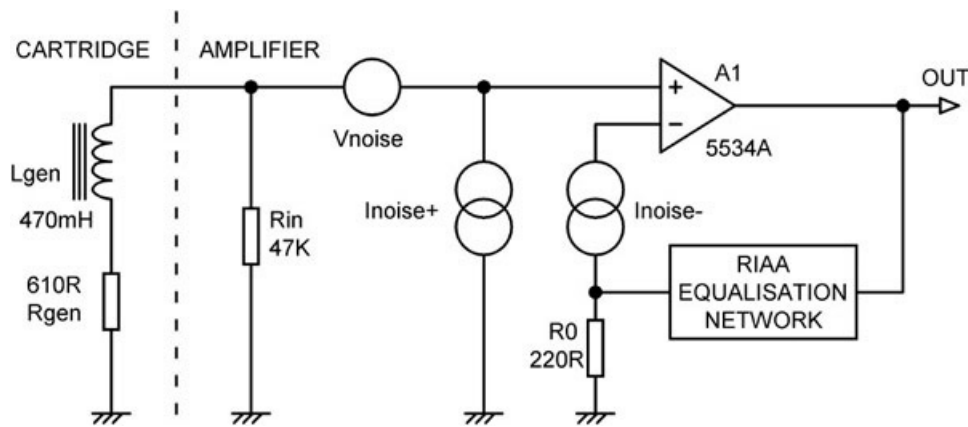 CARTRIDGE
AMPLIFIER
A1
OUT
+
−
5534A
Vnoise
Lgen
470mH
Rin
47K
Inoise+
Inoise-
610R
Rgen
R0
220R
RIAA
EQUALISATION
NETWORK